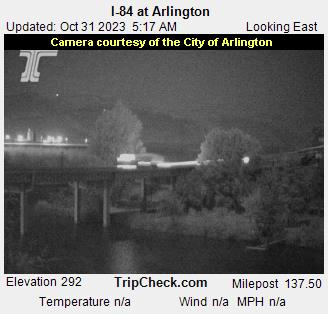 I-84 at Arlington
Updated: Oct 31 2023 5:17 AM Looking East
Camera courtesy of the City of Arlington
Elevation 292 TripCheck.com Milepost 137.50
Temperature n/a Wind n/a MPH n/a